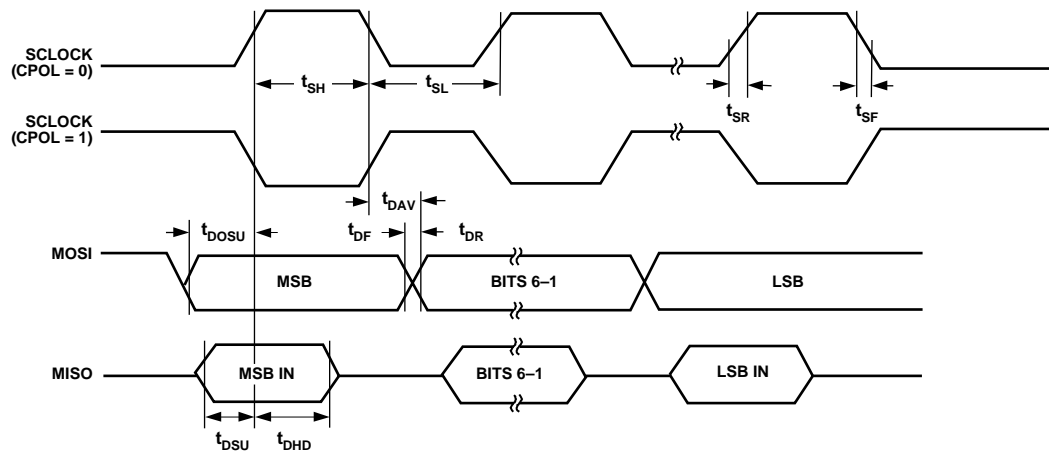 SCLOCK
(CPOL = 0)
tSH
tSL
tSR
tSF
SCLOCK
(CPOL = 1)
tDAV
tDOSU
tDF
tDR
MOSI
MSB
BITS 6–1
LSB
MISO
MSB IN
BITS 6–1
LSB IN
tDSU
tDHD